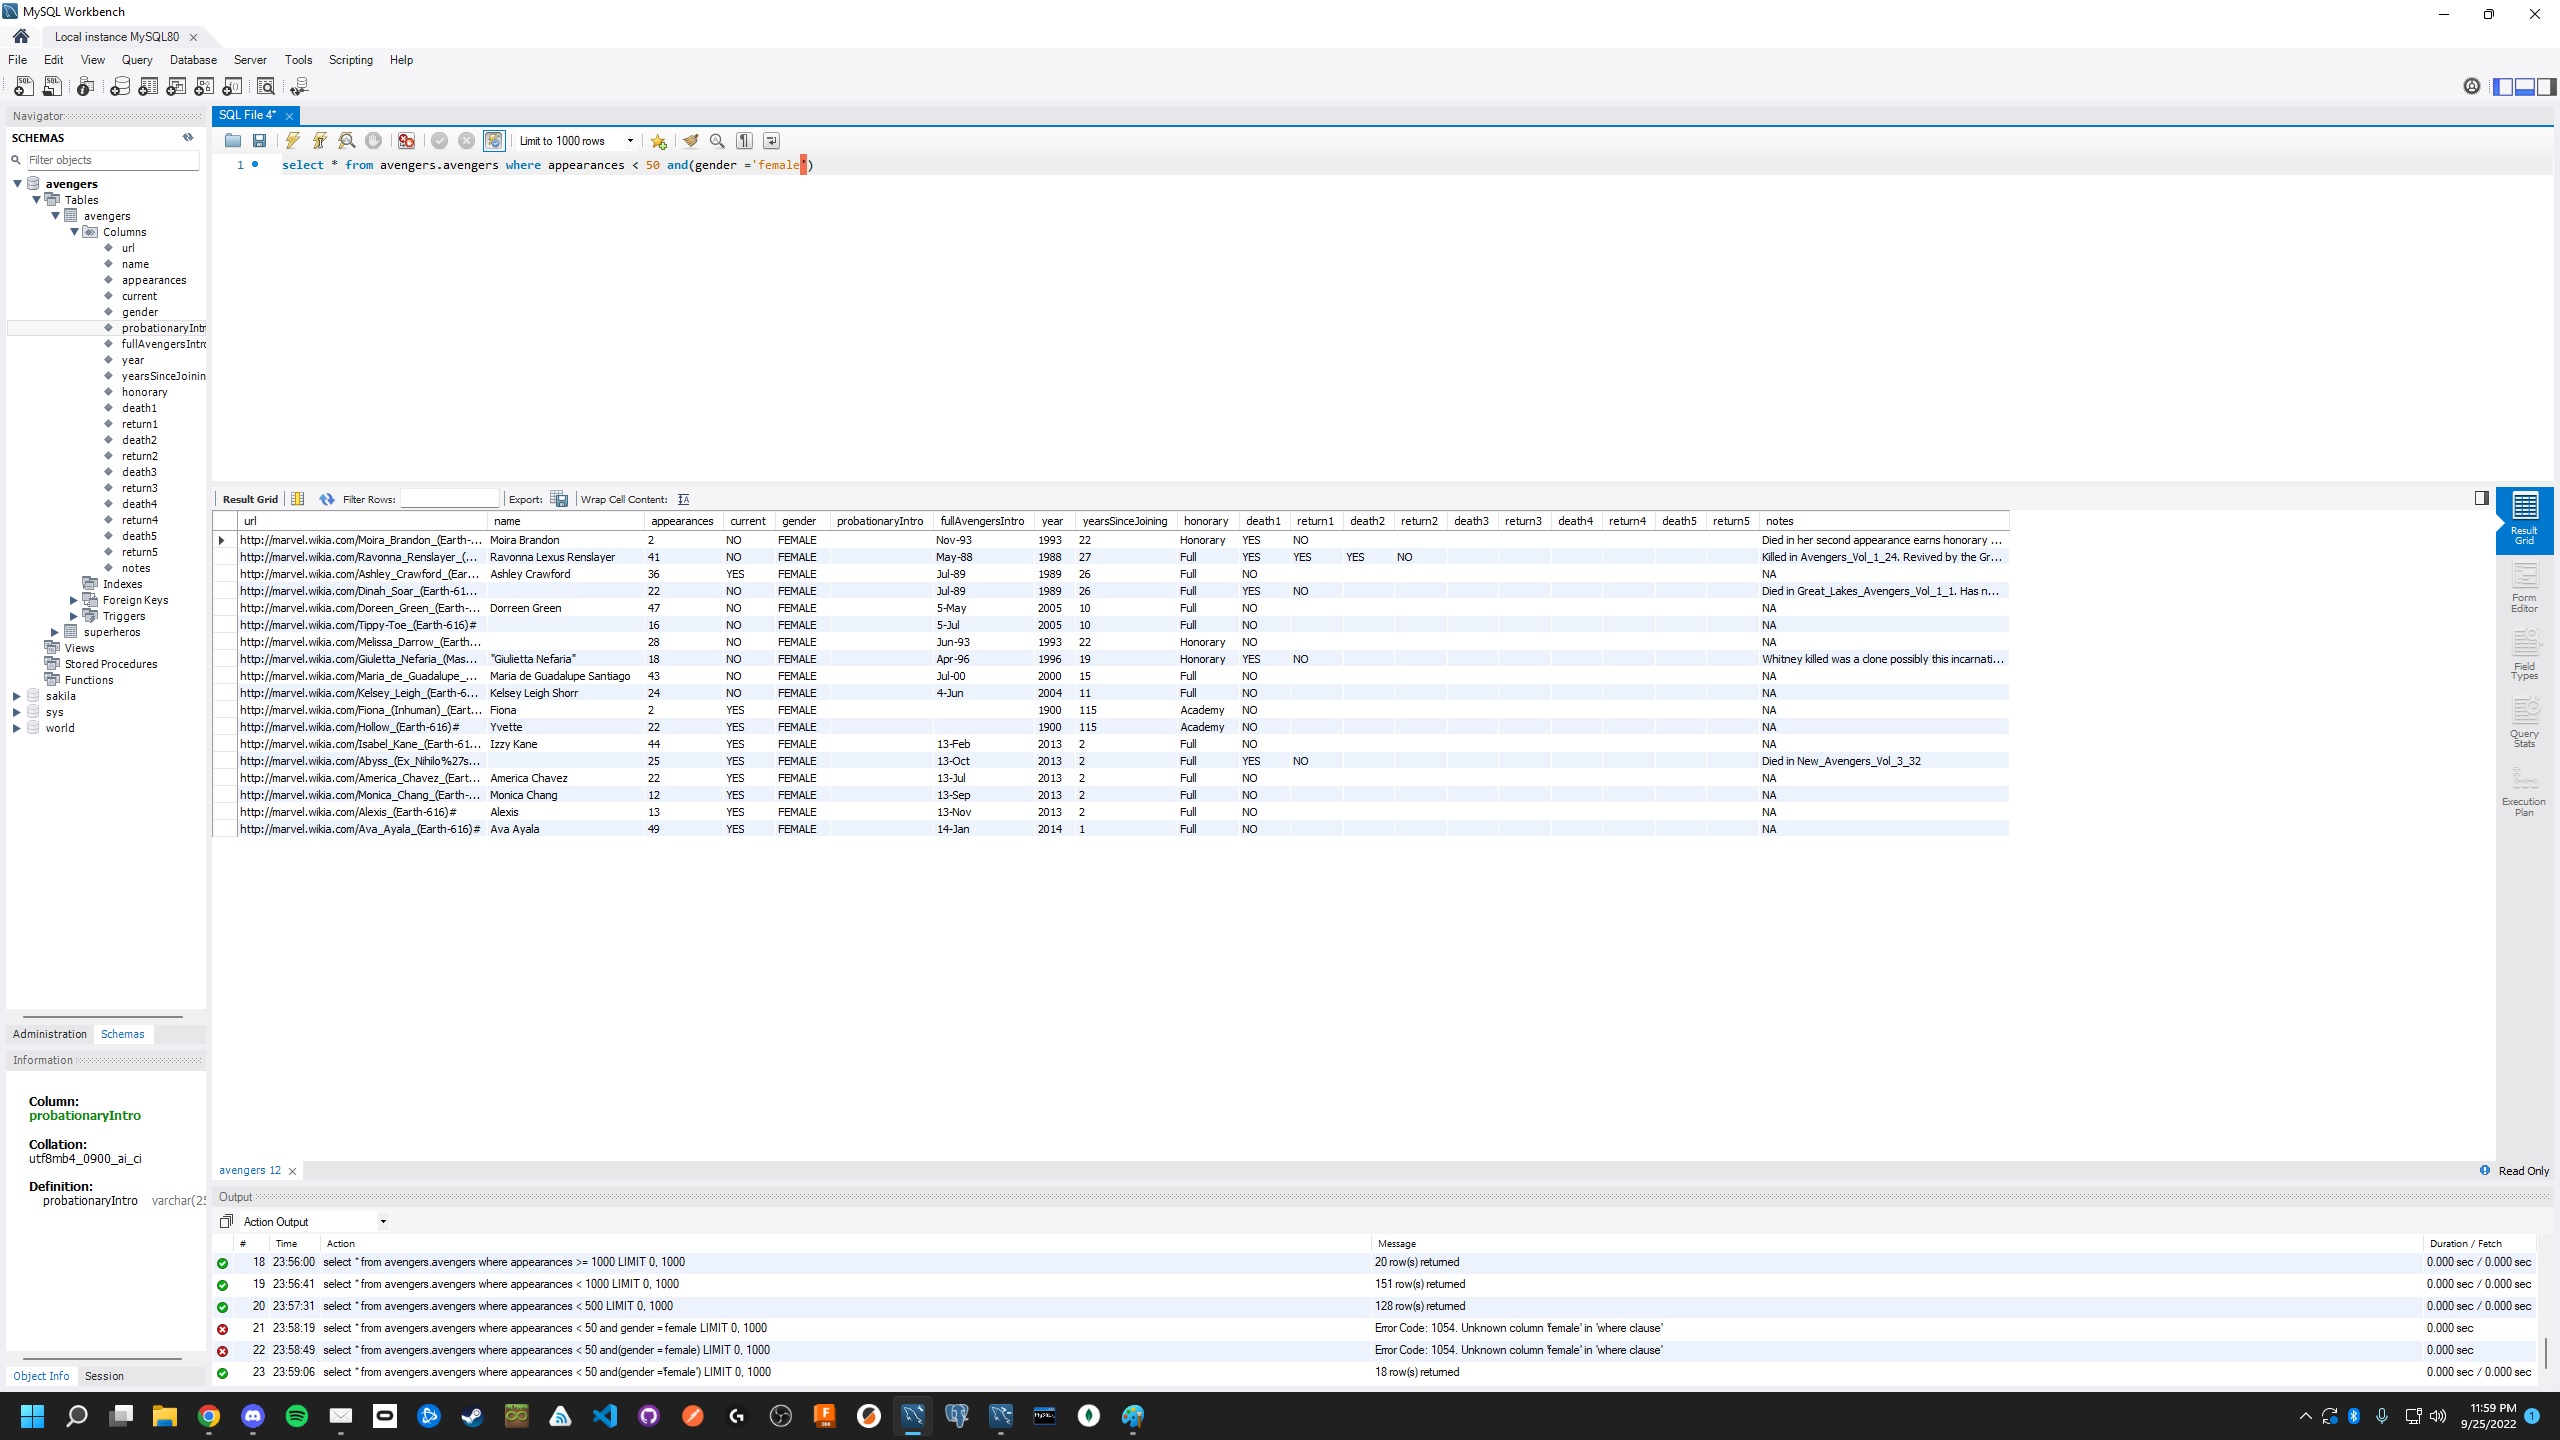 MySQL Workbench
Local instance MySQL80
File Edit View Query Database Server Tools Scripting Help
Navigator
SCHEMAS
Filter objects
avengers
Tables
avengers
Columns
url
name
appearances
current
gender
probationaryIntr
fullAvengersIntro
year
yearsSinceJoinin
honorary
death1
return1
death2
return2
death3
return3
death4
return4
death5
return5
notes
Indexes
Foreign Keys
Triggers
superheros
Views
Stored Procedures
Functions
sakila
sys
world
Administration Schemas
Information
Column:
probationaryIntro
Collation:
utf8mb4_0900_ai_ci
Definition:
probationaryIntro varchar(25
Object Info Session
SQL File 4*
Limit to 1000 rows
1 select * from avengers.avengers where appearances < 50 and(gender ='female')
Result Grid Filter Rows: Export: Wrap Cell Content:
url name appearances current gender probationaryIntro fullAvengersIntro year yearsSinceJoining honorary death1 return1 death2 return2 death3 return3 death4 return4 death5 return5 notes
http://marvel.wikia.com/Moira_Brandon_(Earth-... Moira Brandon 2 NO FEMALE Nov-93 1993 22 Honorary YES NO Died in her second appearance earns honorary ...
http://marvel.wikia.com/Ravonna_Renslayer_(... Ravonna Lexus Renslayer 41 NO FEMALE May-88 1988 27 Full YES YES YES NO Killed in Avengers_Vol_1_24. Revived by the Gr...
http://marvel.wikia.com/Ashley_Crawford_(Ear... Ashley Crawford 36 YES FEMALE Jul-89 1989 26 Full NO NA
http://marvel.wikia.com/Dinah_Soar_(Earth-61... 22 NO FEMALE Jul-89 1989 26 Full YES NO Died in Great_Lakes_Avengers_Vol_1_1. Has n...
http://marvel.wikia.com/Doreen_Green_(Earth-... Dorreen Green 47 NO FEMALE 5-May 2005 10 Full NO NA
http://marvel.wikia.com/Tippy-Toe_(Earth-616)# 16 NO FEMALE 5-Jul 2005 10 Full NO NA
http://marvel.wikia.com/Melissa_Darrow_(Earth... 28 NO FEMALE Jun-93 1993 22 Honorary NO NA
http://marvel.wikia.com/Giuletta_Nefaria_(Mas... "Giulietta Nefaria" 18 NO FEMALE Apr-96 1996 19 Honorary YES NO Whitney killed was a clone possibly this incarnati...
http://marvel.wikia.com/Maria_de_Guadalupe_... Maria de Guadalupe Santiago 43 NO FEMALE Jul-00 2000 15 Full NO NA
http://marvel.wikia.com/Kelsey_Leigh_(Earth-6... Kelsey Leigh Shorr 24 NO FEMALE 4-Jun 2004 11 Full NO NA
http://marvel.wikia.com/Fiona_(Inhuman)_(Eart... Fiona 2 YES FEMALE 1900 115 Academy NO NA
http://marvel.wikia.com/Hollow_(Earth-616)# Yvette 22 YES FEMALE 1900 115 Academy NO NA
http://marvel.wikia.com/Isabel_Kane_(Earth-61... Izzy Kane 44 YES FEMALE 13-Feb 2013 2 Full NO NA
http://marvel.wikia.com/Abyss_(Ex_Nihilo%27s... 25 YES FEMALE 13-Oct 2013 2 Full YES NO Died in New_Avengers_Vol_3_32
http://marvel.wikia.com/America_Chavez_(Eart... America Chavez 22 YES FEMALE 13-Jul 2013 2 Full NO NA
http://marvel.wikia.com/Monica_Chang_(Earth-... Monica Chang 12 YES FEMALE 13-Sep 2013 2 Full NO NA
http://marvel.wikia.com/Alexis_(Earth-616)# Alexis 13 YES FEMALE 13-Nov 2013 2 Full NO NA
http://marvel.wikia.com/Ava_Ayala_(Earth-616)# Ava Ayala 49 YES FEMALE 14-Jan 2014 1 Full NO NA
Result Grid
Form Editor
Field Types
Query Stats
Execution Plan
avengers 12 Read Only
Output
Action Output
# Time Action Message Duration / Fetch
18 23:56:00 select * from avengers.avengers where appearances >= 1000 LIMIT 0, 1000 20 row(s) returned 0.000 sec / 0.000 sec
19 23:56:41 select * from avengers.avengers where appearances < 1000 LIMIT 0, 1000 151 row(s) returned 0.000 sec / 0.000 sec
20 23:57:31 select * from avengers.avengers where appearances < 500 LIMIT 0, 1000 128 row(s) returned 0.000 sec / 0.000 sec
21 23:58:19 select * from avengers.avengers where appearances < 50 and gender = female LIMIT 0, 1000 Error Code: 1054. Unknown column 'female' in 'where clause' 0.000 sec
22 23:58:49 select * from avengers.avengers where appearances < 50 and(gender = female) LIMIT 0, 1000 Error Code: 1054. Unknown column 'female' in 'where clause' 0.000 sec
23 23:59:06 select * from avengers.avengers where appearances < 50 and(gender ='female') LIMIT 0, 1000 18 row(s) returned 0.000 sec / 0.000 sec
11:59 PM
9/25/2022
1